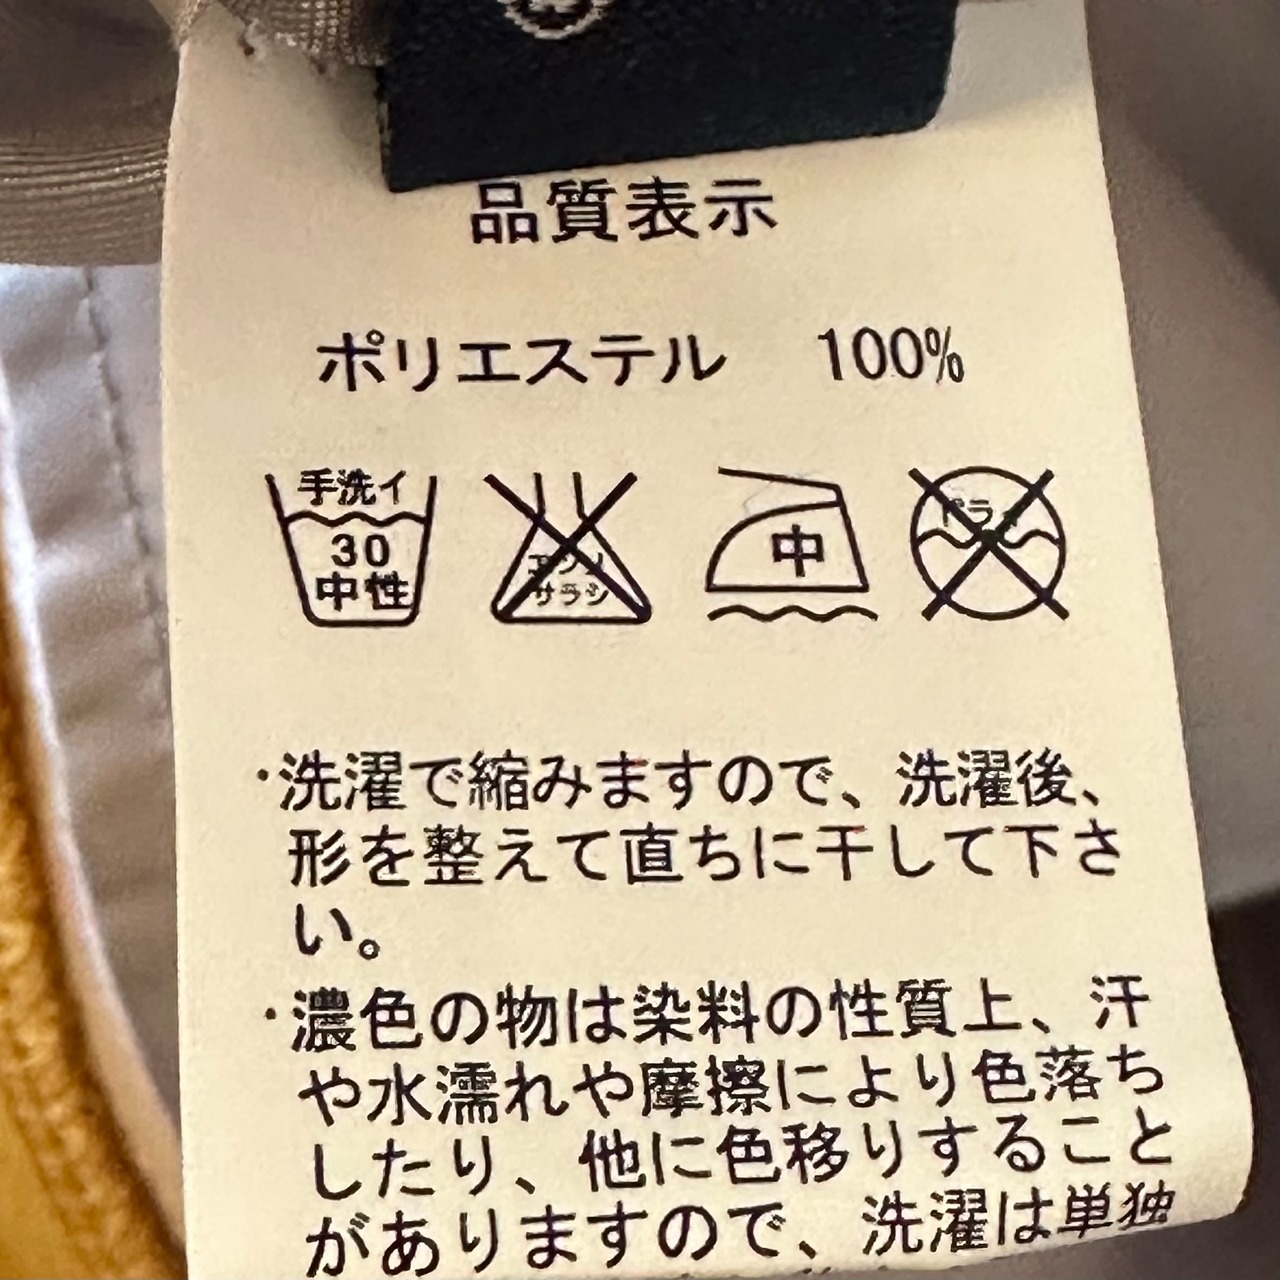 品質表示
ポリエステル 100%
手洗イ
30
中性
エンソ
サラシ
中
ドライ
・洗濯で縮みますので、洗濯後、
形を整えて直ちに干して下さ
い。
・濃色の物は染料の性質上、汗
や水濡れや摩擦により色落ち
したり、他に色移りすること
がありますので、洗濯は単独